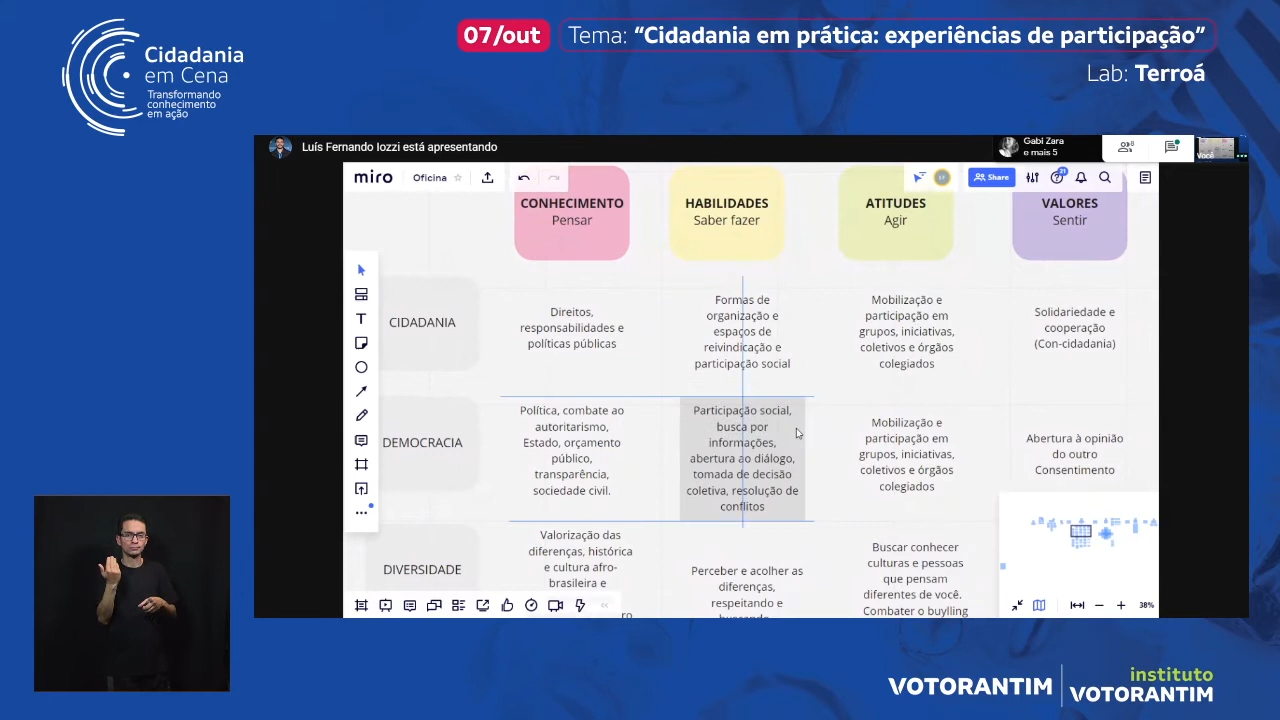 Cidadania
em Cena
Transformando
conhecimento
em ação
07/out
Tema: “Cidadania em prática: experiências de participação”
Lab: Terroá
Luís Fernando Iozzi está apresentando
Gabi Zara
e mais 5
8
Você
miro
Oficina
Share
CONHECIMENTO
Pensar
HABILIDADES
Saber fazer
ATITUDES
Agir
VALORES
Sentir
CIDADANIA
Direitos,
responsabilidades e
políticas públicas
Formas de
organização e
espaços de
reivindicação e
participação social
Mobilização e
participação em
grupos, iniciativas,
coletivos e órgãos
colegiados
Solidariedade e
cooperação
(Con-cidadania)
DEMOCRACIA
Política, combate ao
autoritarismo,
Estado, orçamento
público,
transparência,
sociedade civil.
Participação social,
busca por
informações,
abertura ao diálogo,
tomada de decisão
coletiva, resolução de
conflitos
Mobilização e
participação em
grupos, iniciativas,
coletivos e órgãos
colegiados
Abertura à opinião
do outro
Consentimento
DIVERSIDADE
Valorização das
diferenças, histórica
e cultura afro-
brasileira e
Perceber e acolher as
diferenças,
respeitando e
Buscar conhecer
culturas e pessoas
que pensam
diferentes de você.
Combater o buylling
38%
VOTORANTIM
instituto
VOTORANTIM